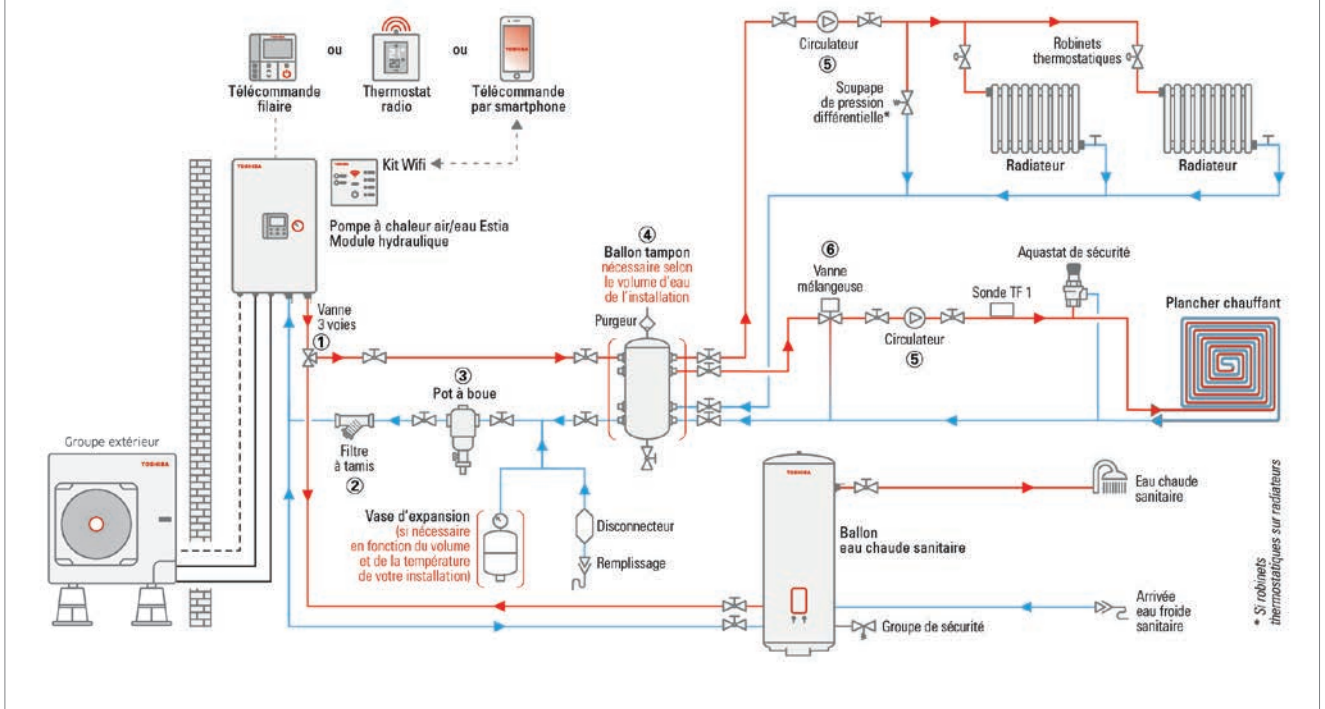 ou
ou
TOSHIBA
Télécommande
filaire
Thermostat
radio
Télécommande
par smartphone
Circulateur
5
Soupape
de pression
différentielle*
Robinets
thermostatiques
Radiateur
Radiateur
TOSHIBA
Kit Wifi
Pompe à chaleur air/eau Estia
Module hydraulique
Vanne
3 voies
1
4
Ballon tampon
nécessaire selon
le volume d'eau
de l'installation
Purgeur
6
Vanne
mélangeuse
Circulateur
5
Sonde TF 1
Aquastat de sécurité
Plancher chauffant
3
Pot à boue
Filtre
à tamis
2
Groupe extérieur
TOSHIBA
Vase d'expansion
(si nécessaire
en fonction du volume
et de la température
de votre installation)
Disconnecteur
Remplissage
TOSHIBA
Ballon
eau chaude sanitaire
Groupe de sécurité
Eau chaude
sanitaire
Arrivée
eau froide
sanitaire
* Si robinets
thermostatiques sur radiateurs